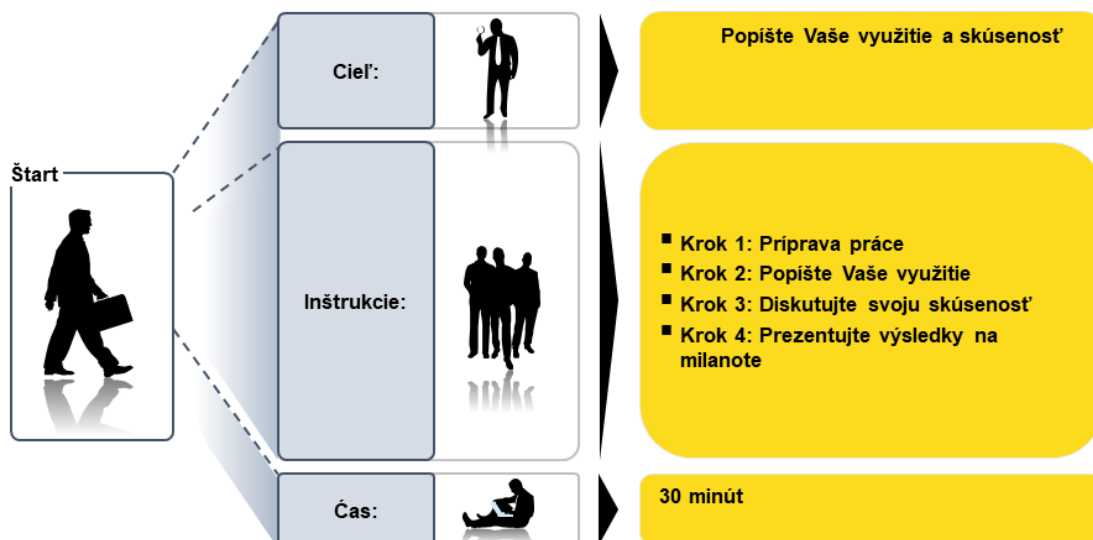 Štart
Cieľ:
Popíšte Vaše využitie a skúsenosť
Inštrukcie:
▪ Krok 1: Príprava práce
▪ Krok 2: Popíšte Vaše využitie
▪ Krok 3: Diskutujte svoju skúsenosť
▪ Krok 4: Prezentujte výsledky na
milanote
Ćas:
30 minút